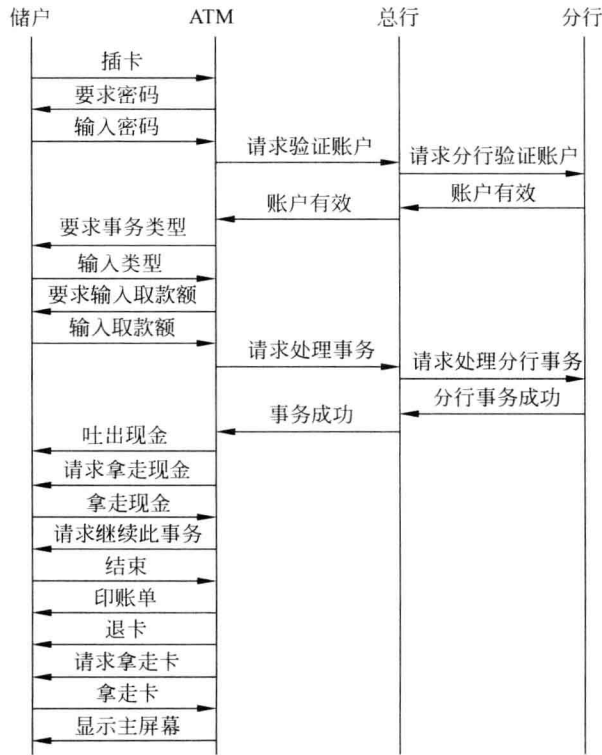 储户 ATM 总行 分行
插卡
要求密码
输入密码
请求验证账户
请求分行验证账户
账户有效
账户有效
要求事务类型
输入类型
要求输入取款额
输入取款额
请求处理事务
请求处理分行事务
分行事务成功
事务成功
吐出现金
请求拿走现金
拿走现金
请求继续此事务
结束
印账单
退卡
请求拿走卡
拿走卡
显示主屏幕